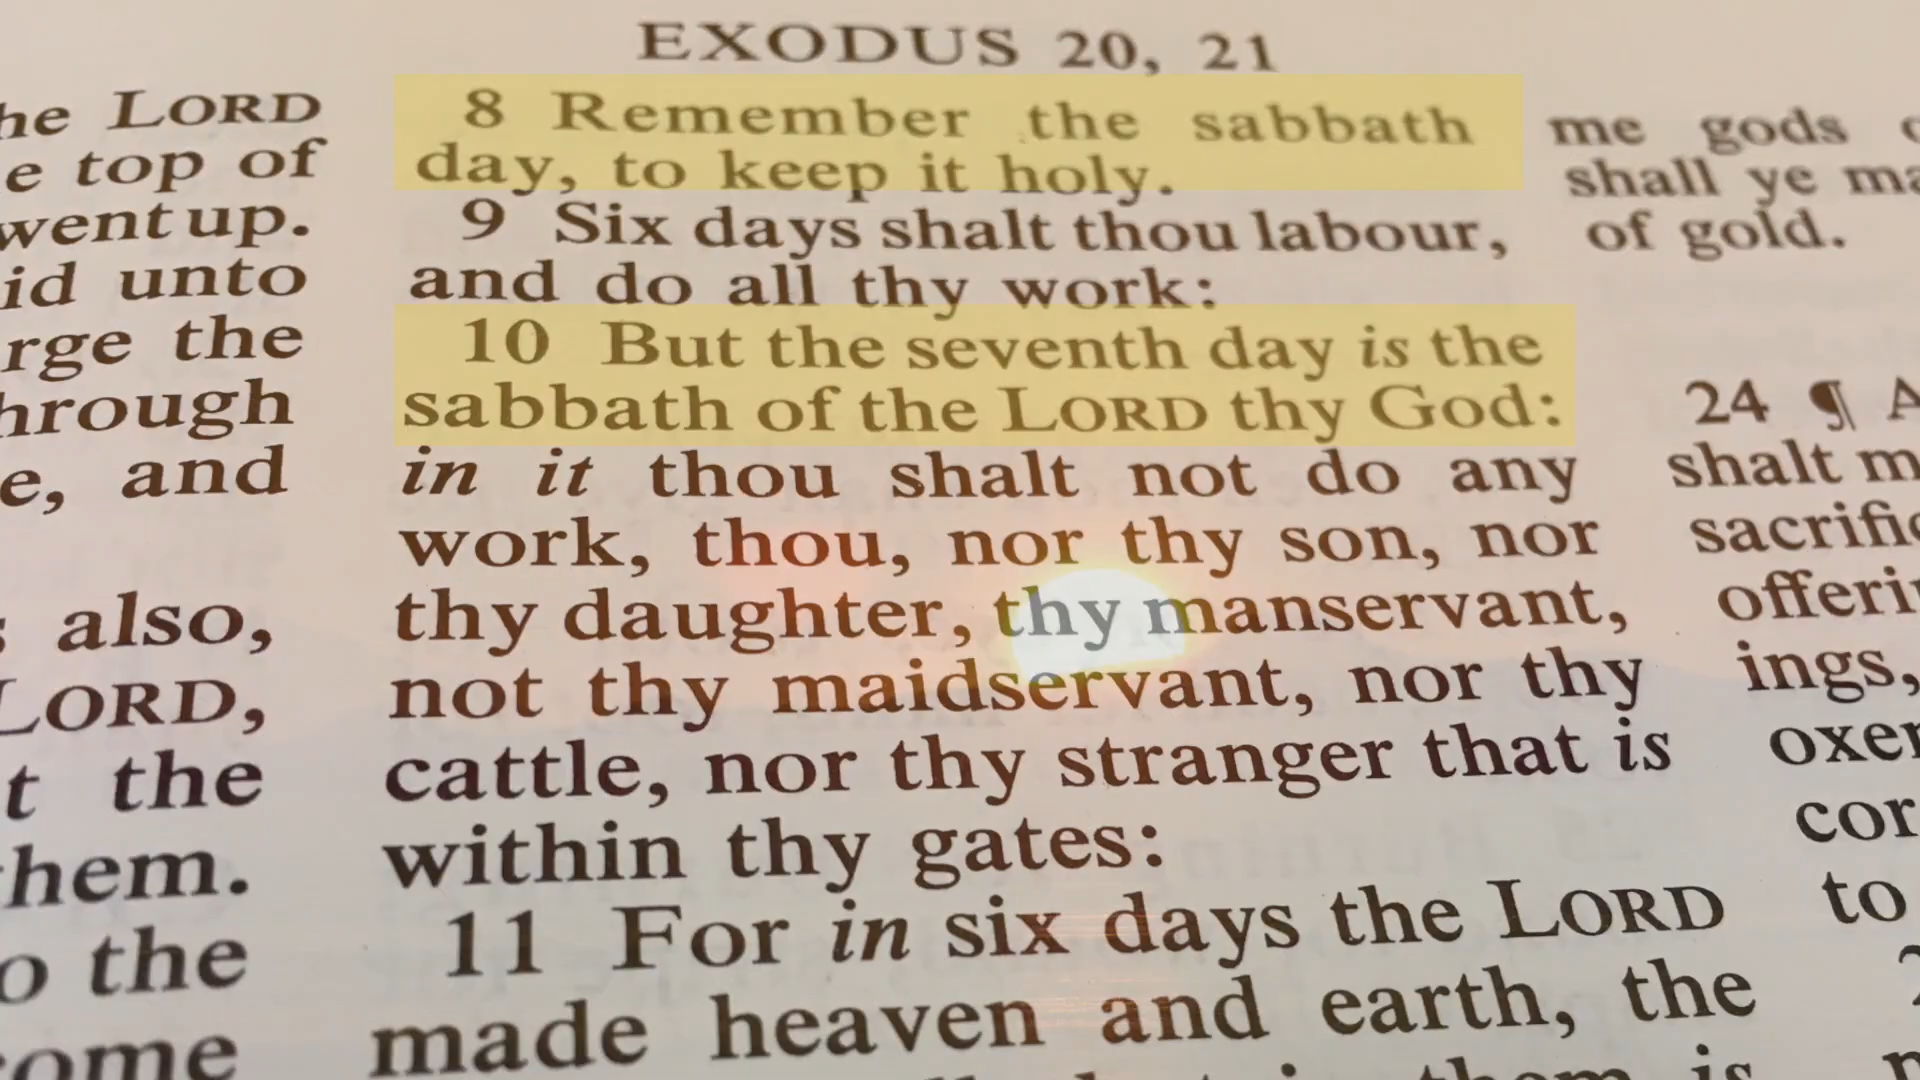 EXODUS 20, 21
he LORD
e top of
went up.
id unto
rge the
hrough
e, and
also,
LORD,
t the
hem.
o the
ome
8 Remember the sabbath
day, to keep it holy.
9 Six days shalt thou labour,
and do all thy work:
10 But the seventh day is the
sabbath of the LORD thy God:
in it thou shalt not do any
work, thou, nor thy son, nor
thy daughter, thy manservant,
not thy maidservant, nor thy
cattle, nor thy stranger that is
within thy gates:
11 For in six days the LORD
made heaven and earth, the
me gods
shall ye ma
of gold.
24 ¶ A
shalt m
sacrific
offeri
ings,
oxen
cor
to